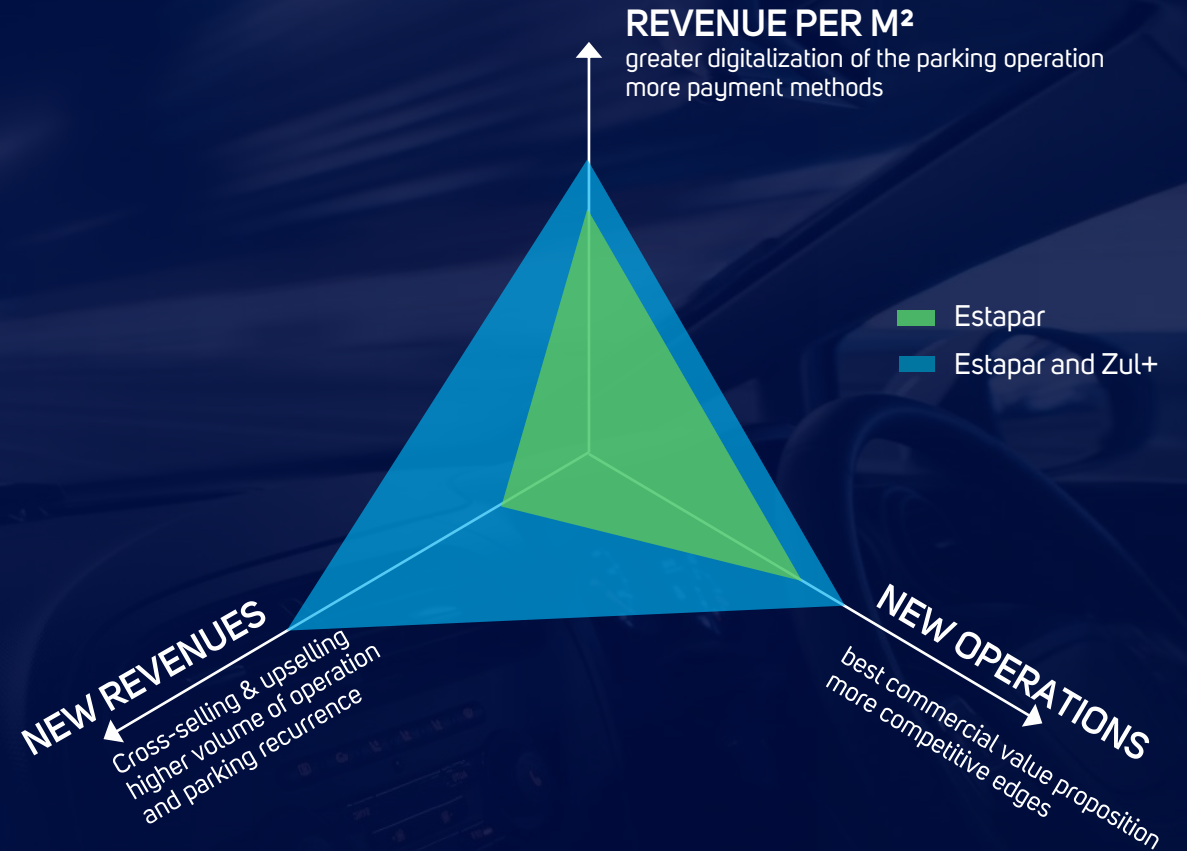 REVENUE PER M²
greater digitalization of the parking operation
more payment methods
Estapar
Estapar and Zul+
NEW REVENUES
Cross-selling & upselling
higher volume of operation
and parking recurrence
NEW OPERATIONS
best commercial value proposition
more competitive edges